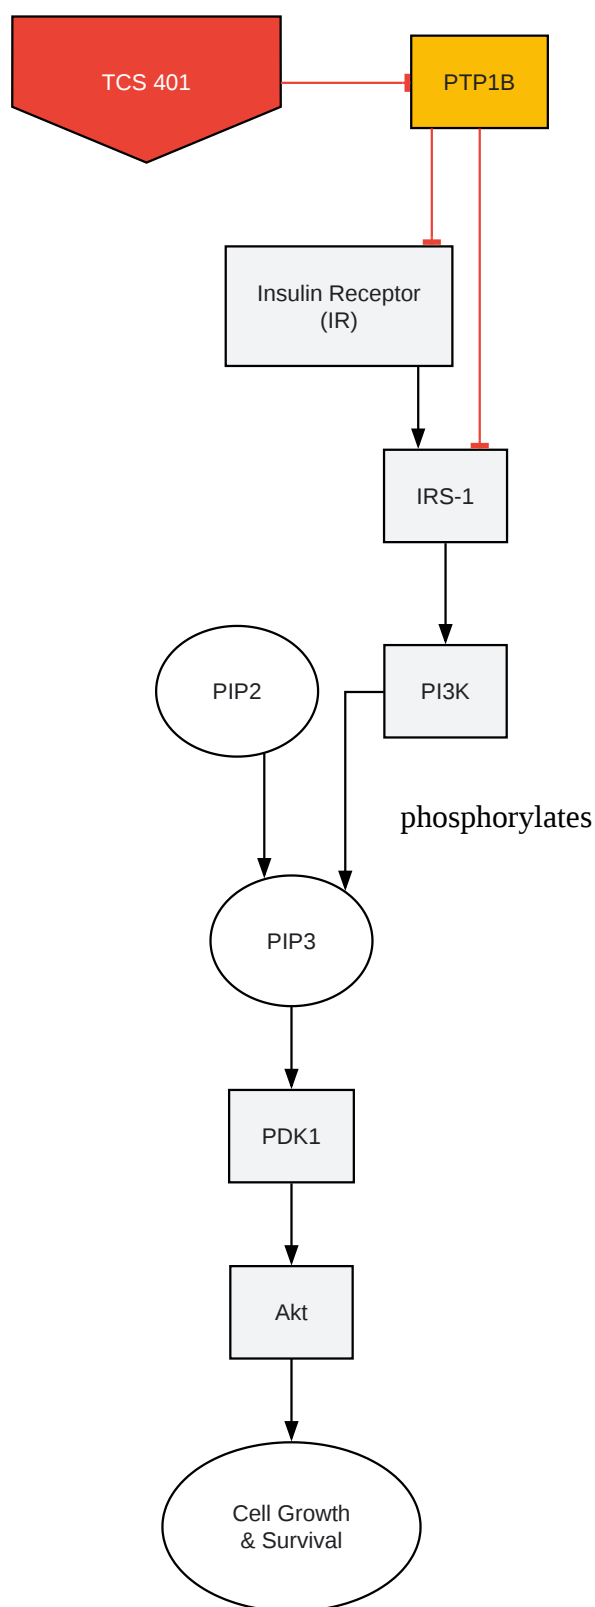 TCS 401
PTP1B
Insulin Receptor
(IR)
IRS-1
PIP2
PI3K
phosphorylates
PIP3
PDK1
Akt
Cell Growth
& Survival